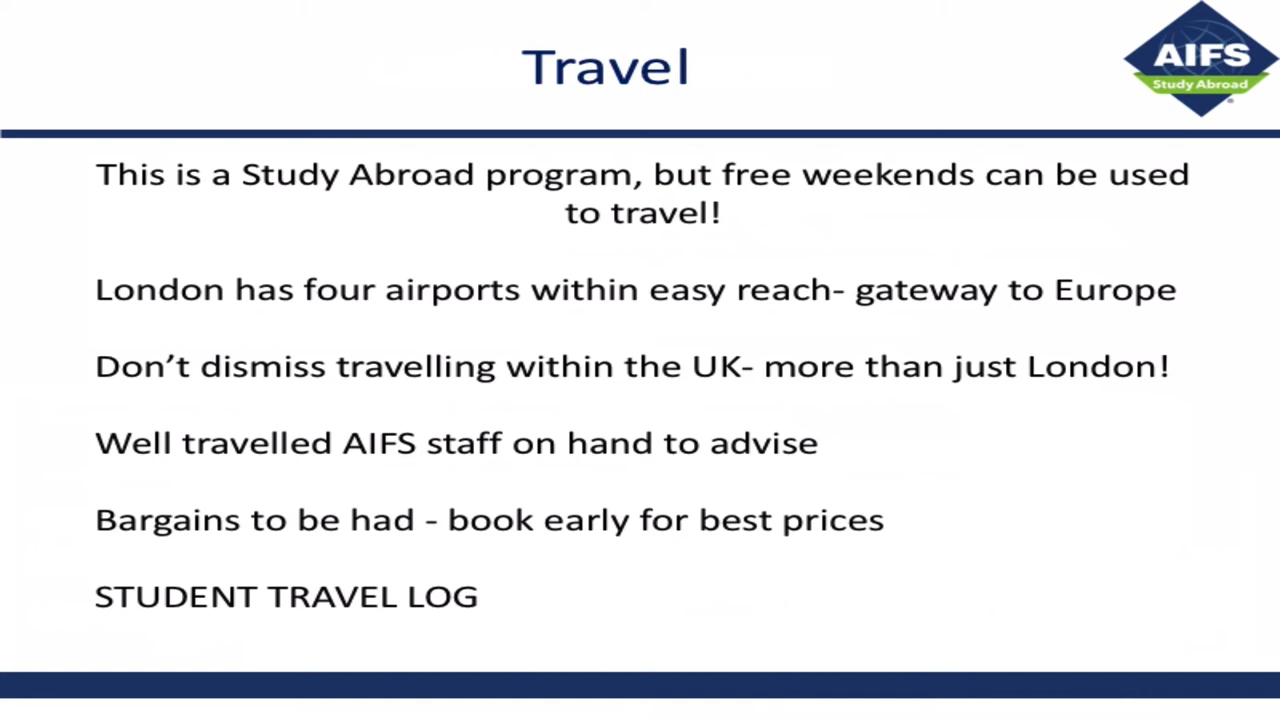 Travel
AIFS
Study Abroad
This is a Study Abroad program, but free weekends can be used
to travel!
London has four airports within easy reach- gateway to Europe
Don’t dismiss travelling within the UK- more than just London!
Well travelled AIFS staff on hand to advise
Bargains to be had - book early for best prices
STUDENT TRAVEL LOG